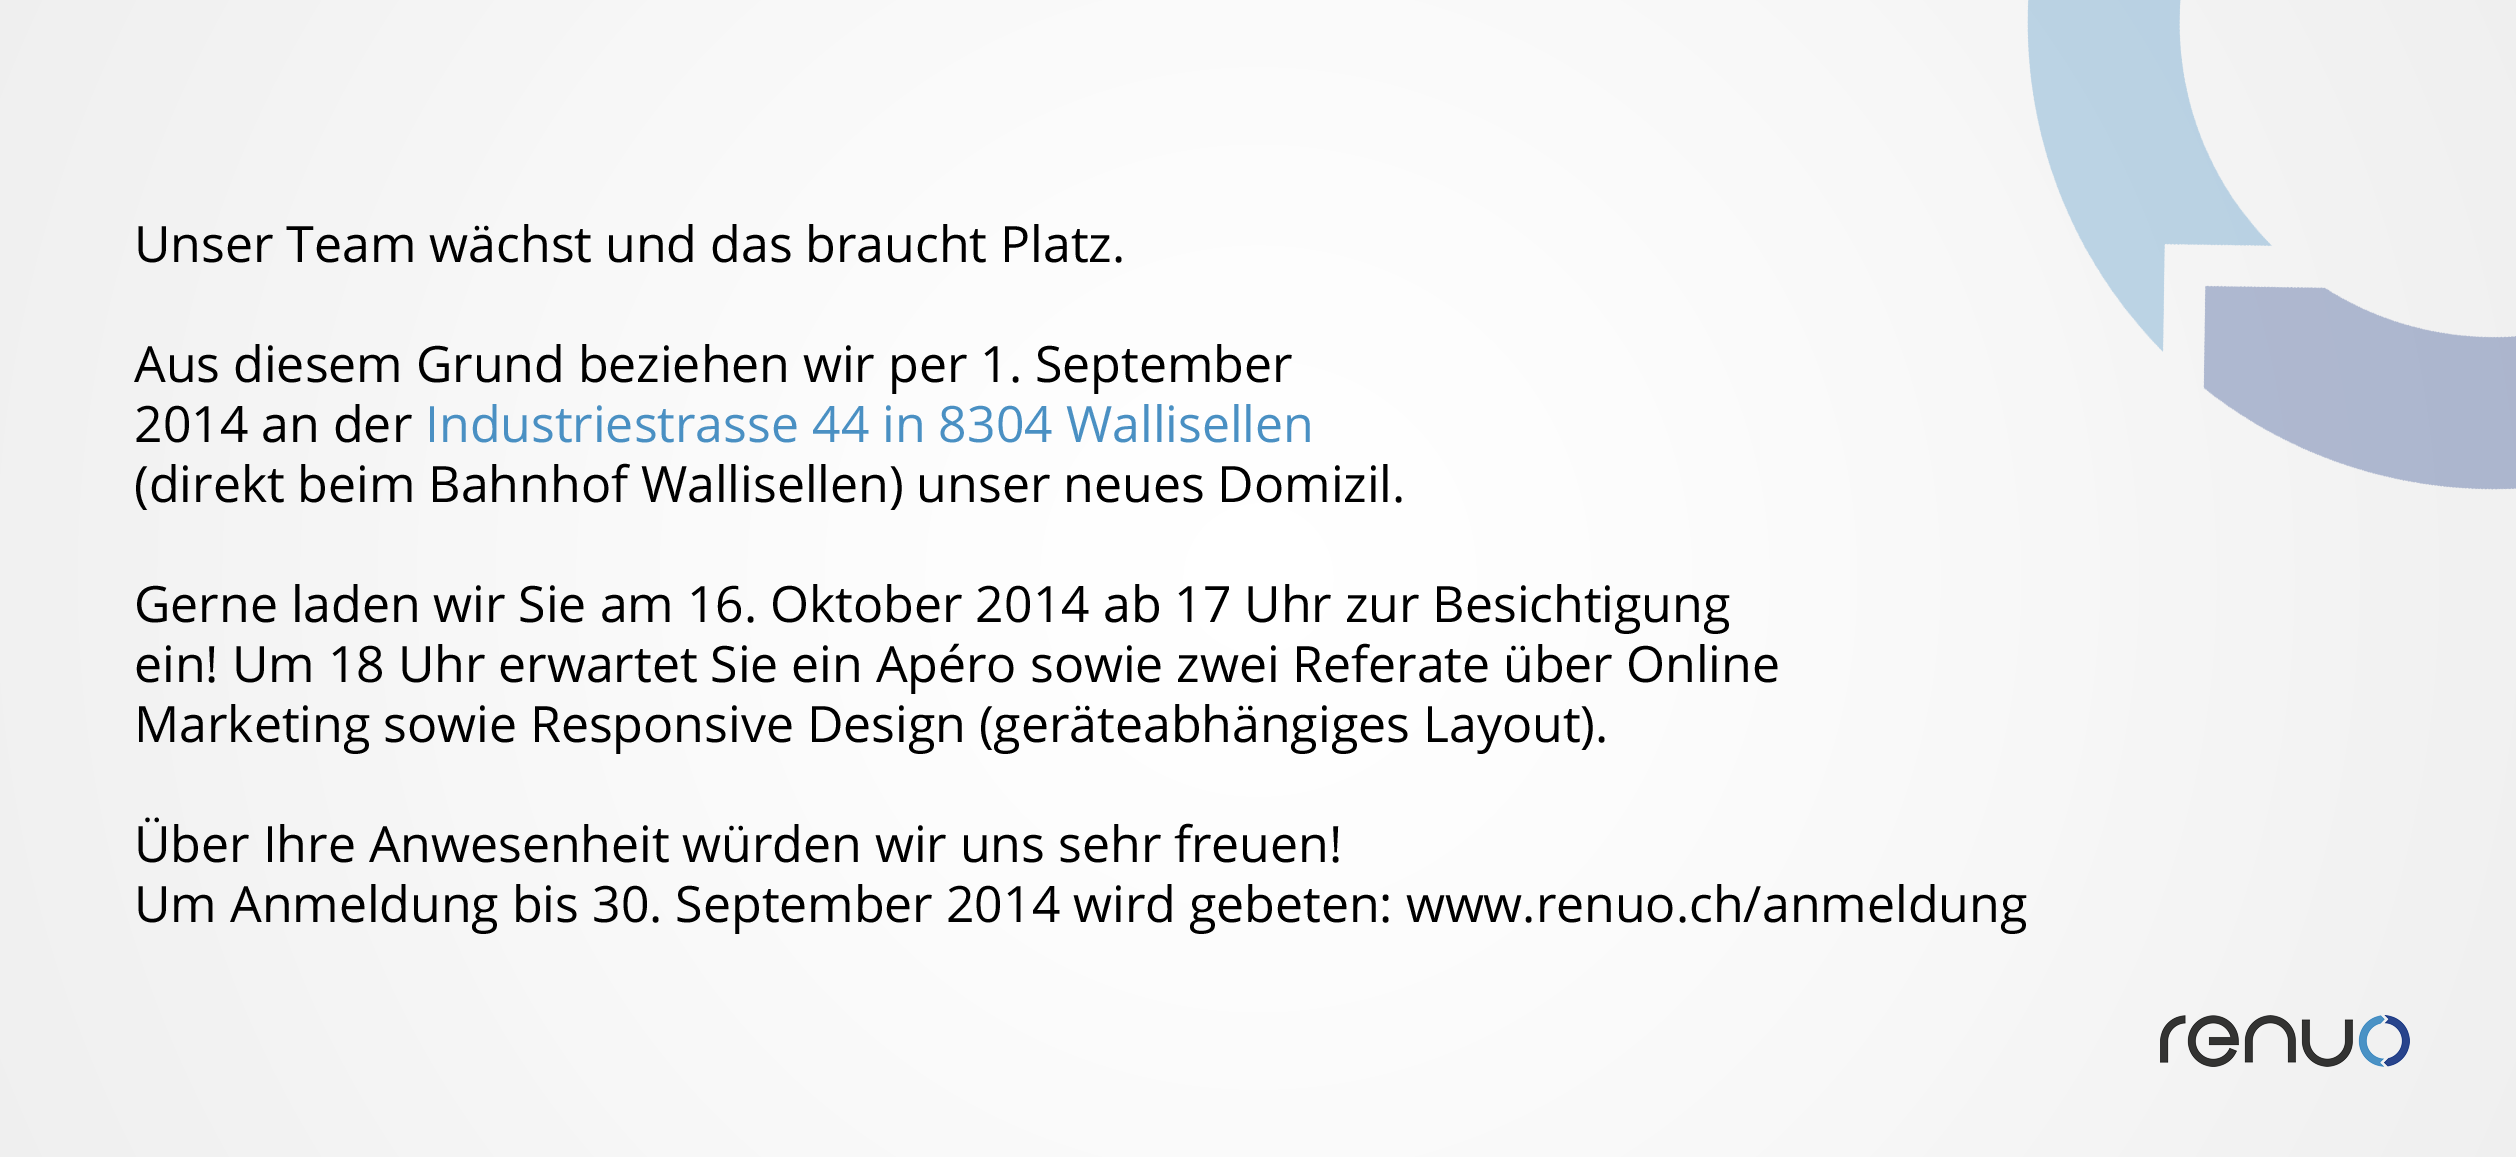 Unser Team wächst und das braucht Platz.
Aus diesem Grund beziehen wir per 1. September
2014 an der Industriestrasse 44 in 8304 Wallisellen
(direkt beim Bahnhof Wallisellen) unser neues Domizil.
Gerne laden wir Sie am 16. Oktober 2014 ab 17 Uhr zur Besichtigung
ein! Um 18 Uhr erwartet Sie ein Apéro sowie zwei Referate über Online
Marketing sowie Responsive Design (geräteabhängiges Layout).
Über Ihre Anwesenheit würden wir uns sehr freuen!
Um Anmeldung bis 30. September 2014 wird gebeten: www.renuo.ch/anmeldung
renuo